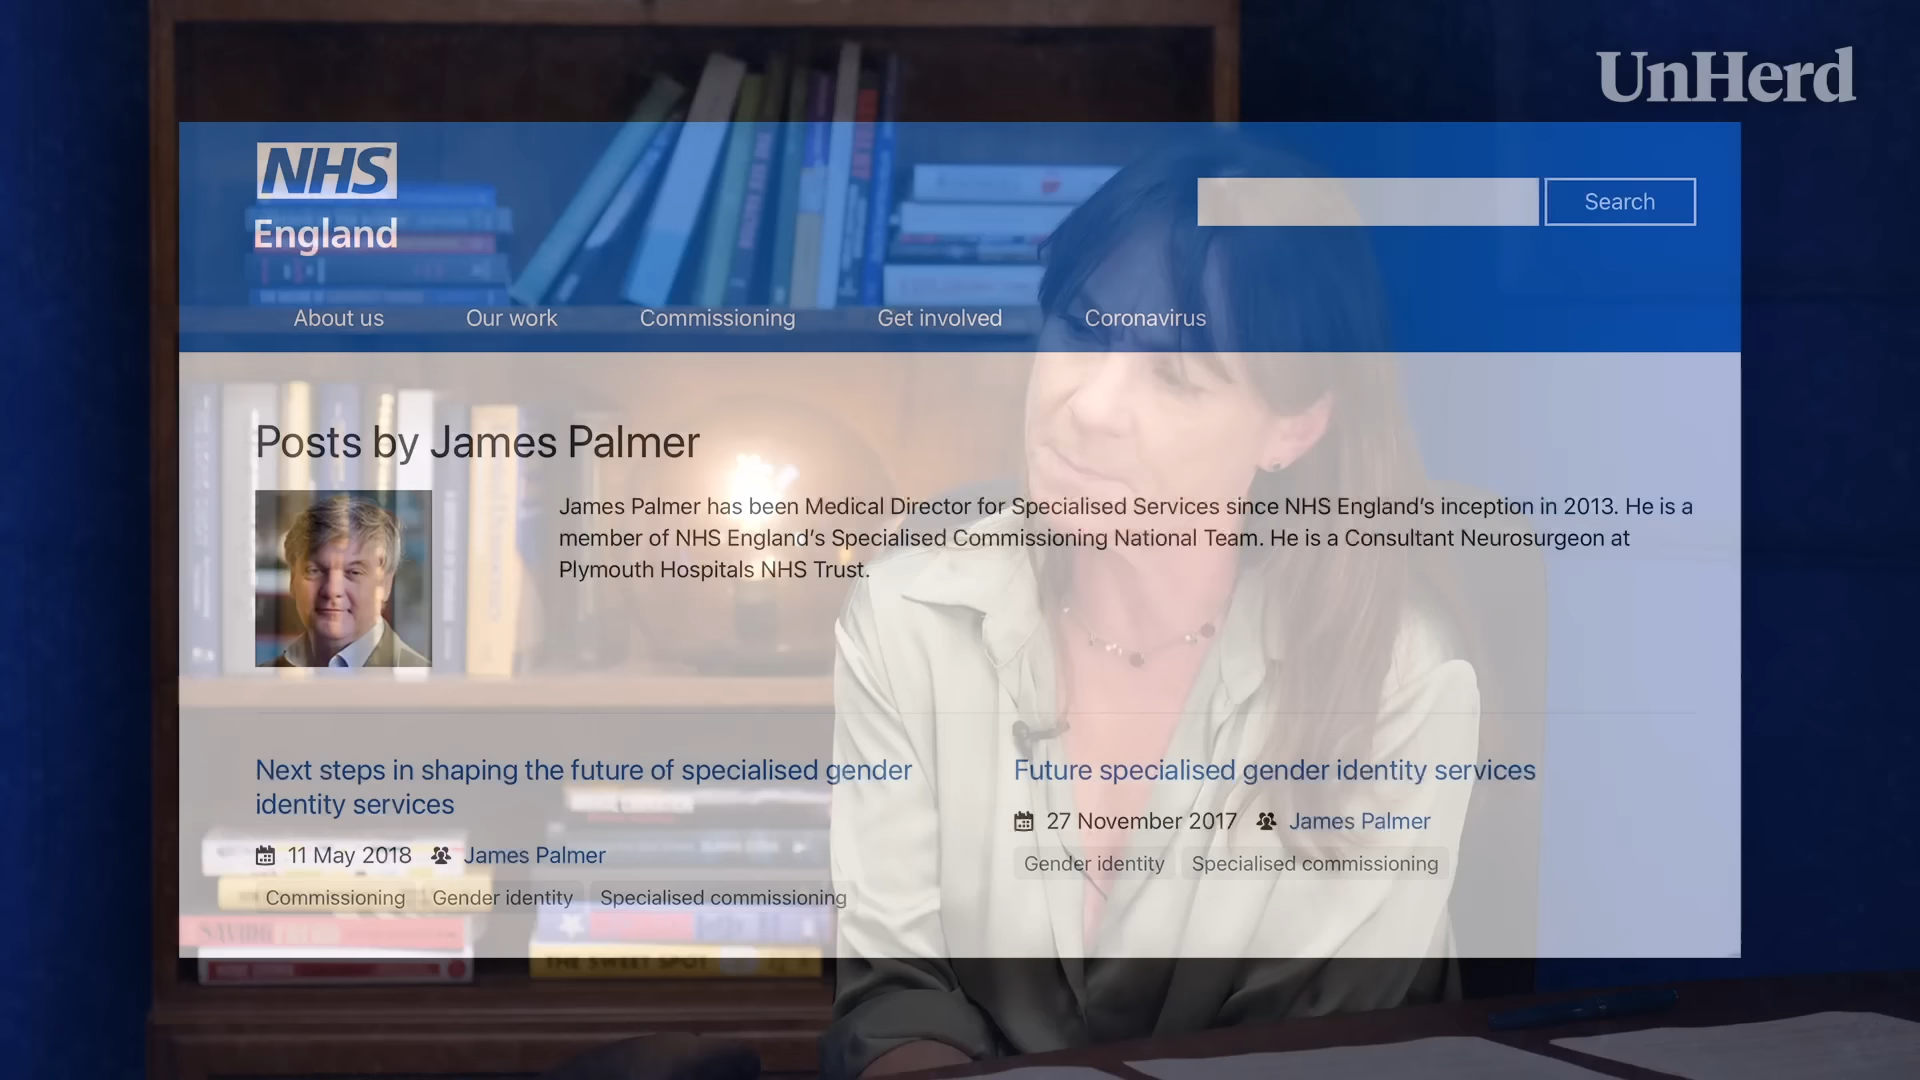 UnHerd
NHS
England
Search
About us
Our work
Commissioning
Get involved
Coronavirus
Posts by James Palmer
James Palmer has been Medical Director for Specialised Services since NHS England's inception in 2013. He is a
member of NHS England's Specialised Commissioning National Team. He is a Consultant Neurosurgeon at
Plymouth Hospitals NHS Trust.
Next steps in shaping the future of specialised gender
identity services
11 May 2018 James Palmer
Commissioning Gender identity Specialised commissioning
Future specialised gender identity services
27 November 2017 James Palmer
Gender identity Specialised commissioning
THE SWEET SPOT